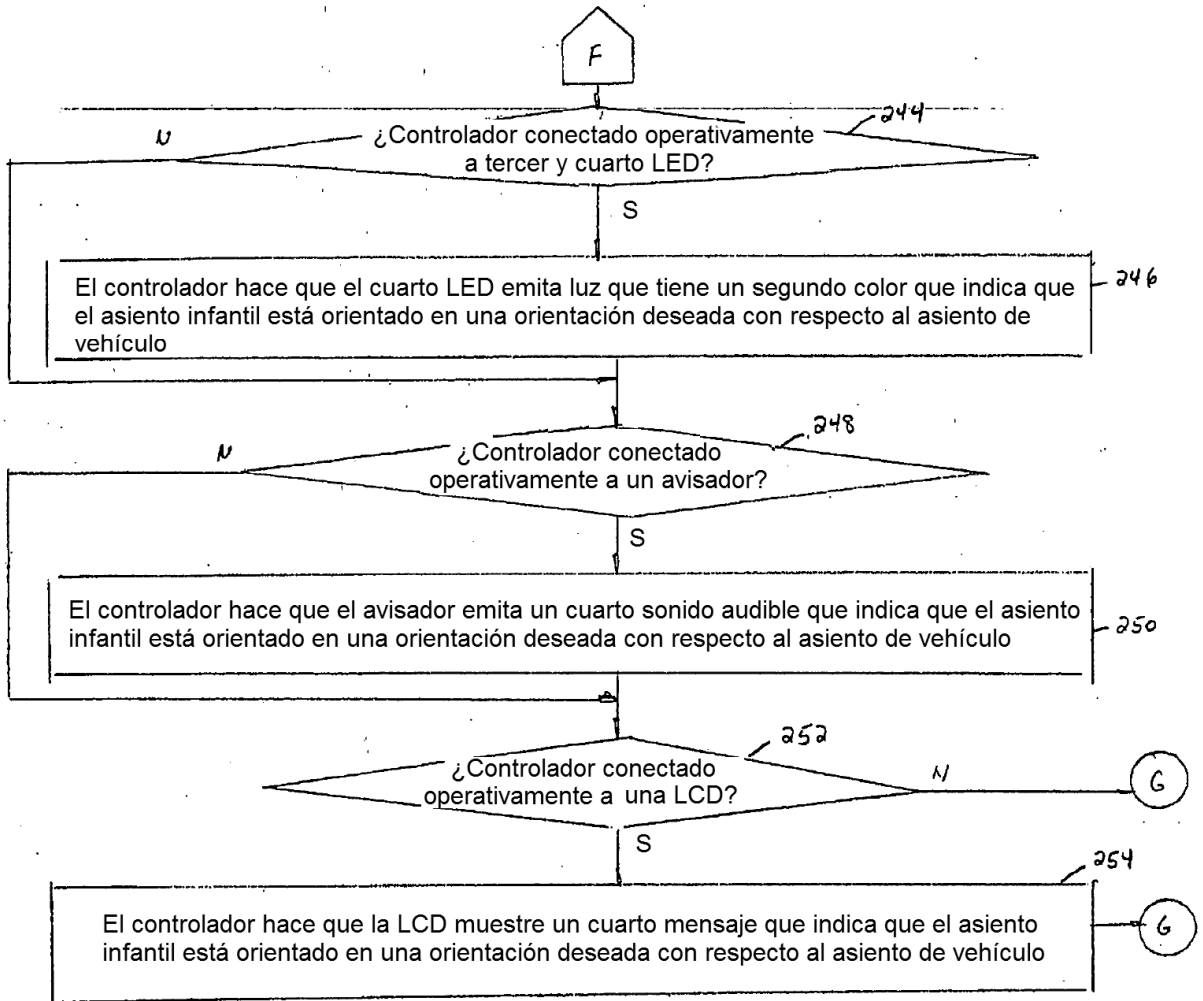 F
244
N
¿Controlador conectado operativamente
a tercer y cuarto LED?
S
246
El controlador hace que el cuarto LED emita luz que tiene un segundo color que indica que
el asiento infantil está orientado en una orientación deseada con respecto al asiento de
vehículo
248
N
¿Controlador conectado
operativamente a un avisador?
S
El controlador hace que el avisador emita un cuarto sonido audible que indica que el asiento
infantil está orientado en una orientación deseada con respecto al asiento de vehículo
250
252
¿Controlador conectado
operativamente a una LCD?
N
G
S
254
El controlador hace que la LCD muestre un cuarto mensaje que indica que el asiento
infantil está orientado en una orientación deseada con respecto al asiento de vehículo
G